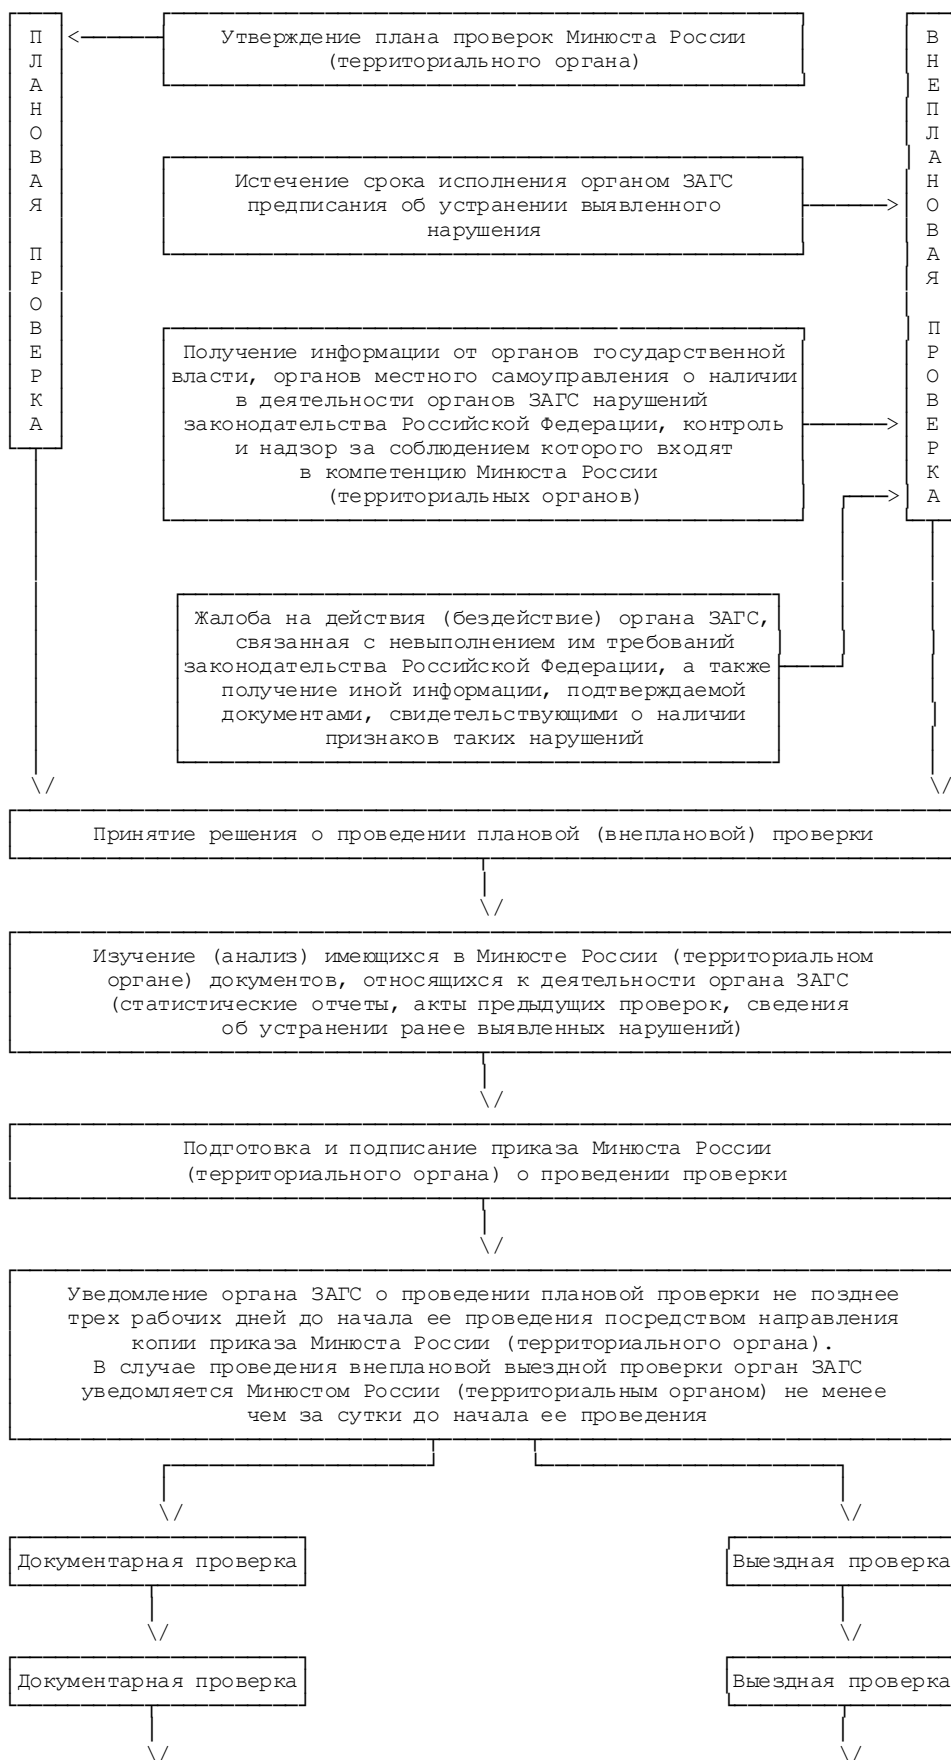 ПЛАНОВАЯ ПРОВЕРКА
Утверждение плана проверок Минюста России
(территориального органа)
ВНЕПЛАНОВАЯ ПРОВЕРКА
Истечение срока исполнения органом ЗАГС
предписания об устранении выявленного
нарушения
Получение информации от органов государственной
власти, органов местного самоуправления о наличии
в деятельности органов ЗАГС нарушений
законодательства Российской Федерации, контроль
и надзор за соблюдением которого входят
в компетенцию Минюста России
(территориальных органов)
Жалоба на действия (бездействие) органа ЗАГС,
связанная с невыполнением им требований
законодательства Российской Федерации, а также
получение иной информации, подтверждаемой
документами, свидетельствующими о наличии
признаков таких нарушений
Принятие решения о проведении плановой (внеплановой) проверки
Изучение (анализ) имеющихся в Минюсте России (территориальном
органе) документов, относящихся к деятельности органа ЗАГС
(статистические отчеты, акты предыдущих проверок, сведения
об устранении ранее выявленных нарушений)
Подготовка и подписание приказа Минюста России
(территориального органа) о проведении проверки
Уведомление органа ЗАГС о проведении плановой проверки не позднее
трех рабочих дней до начала ее проведения посредством направления
копии приказа Минюста России (территориального органа).
В случае проведения внеплановой выездной проверки орган ЗАГС
уведомляется Минюстом России (территориальным органом) не менее
чем за сутки до начала ее проведения
Документарная проверка
Выездная проверка
Документарная проверка
Выездная проверка